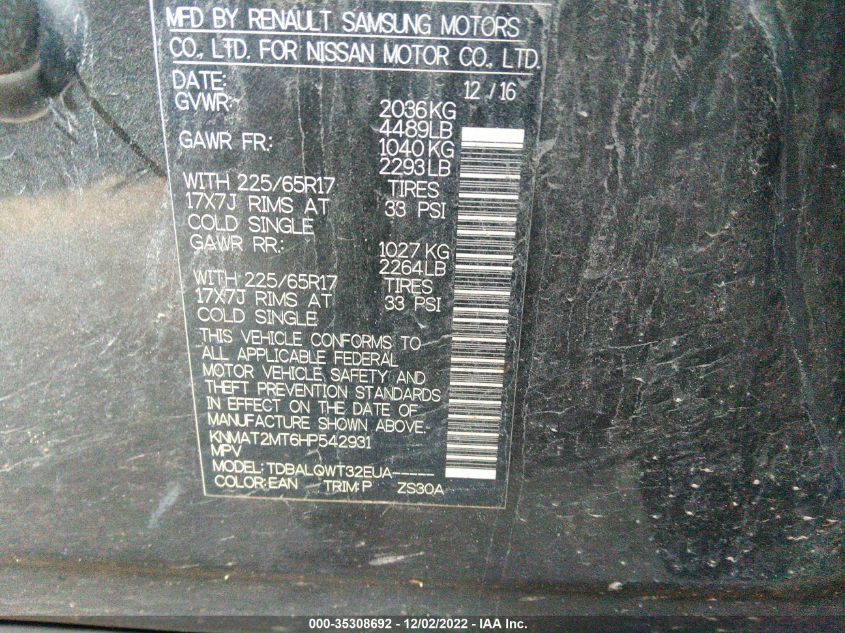 MFD BY RENAULT SAMSUNG MOTORS
CO., LTD. FOR NISSAN MOTOR CO., LTD.
DATE: 12 / 16
GVWR: 2036KG
4489LB
GAWR FR: 1040KG
2293LB
WITH 225/65R17 TIRES
17X7J RIMS AT 33 PSI
COLD SINGLE
GAWR RR: 1027 KG
2264LB
WITH 225/65R17 TIRES
17X7J RIMS AT 33 PSI
COLD SINGLE
THIS VEHICLE CONFORMS TO
ALL APPLICABLE FEDERAL
MOTOR VEHICLE SAFETY AND
THEFT PREVENTION STANDARDS
IN EFFECT ON THE DATE OF
MANUFACTURE SHOWN ABOVE.
KNMAT2MT6HP542931
MPV
MODEL: TDBALQWT32EUA-----
COLOR:EAN TRIM:P ZS30A
000-35308692 - 12/02/2022 - IAA Inc.